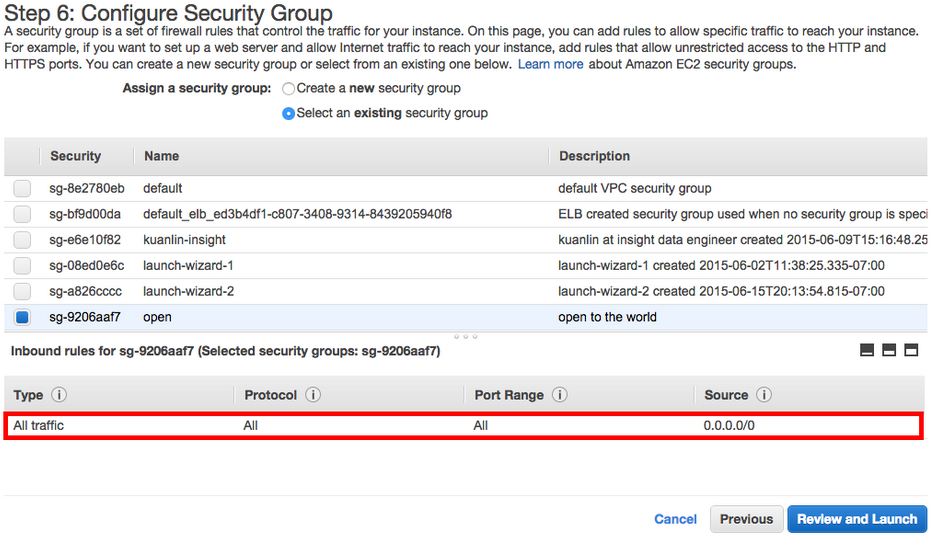 Step 6: Configure Security Group
A security group is a set of firewall rules that control the traffic for your instance. On this page, you can add rules to allow specific traffic to reach your instance.
For example, if you want to set up a web server and allow Internet traffic to reach your instance, add rules that allow unrestricted access to the HTTP and
HTTPS ports. You can create a new security group or select from an existing one below. Learn more about Amazon EC2 security groups.
Assign a security group: Create a new security group
Select an existing security group
Security Name Description
sg-8e2780eb default default VPC security group
sg-bf9d00da default_elb_ed3b4df1-c807-3408-9314-8439205940f8 ELB created security group used when no security group is speci
sg-e6e10f82 kuanlin-insight kuanlin at insight data engineer created 2015-06-09T15:16:48.25
sg-08ed0e6c launch-wizard-1 launch-wizard-1 created 2015-06-02T11:38:25.335-07:00
sg-a826cccc launch-wizard-2 launch-wizard-2 created 2015-06-15T20:13:54.815-07:00
sg-9206aaf7 open open to the world
Inbound rules for sg-9206aaf7 (Selected security groups: sg-9206aaf7)
Type i Protocol i Port Range i Source i
All traffic All All 0.0.0.0/0
Cancel Previous Review and Launch